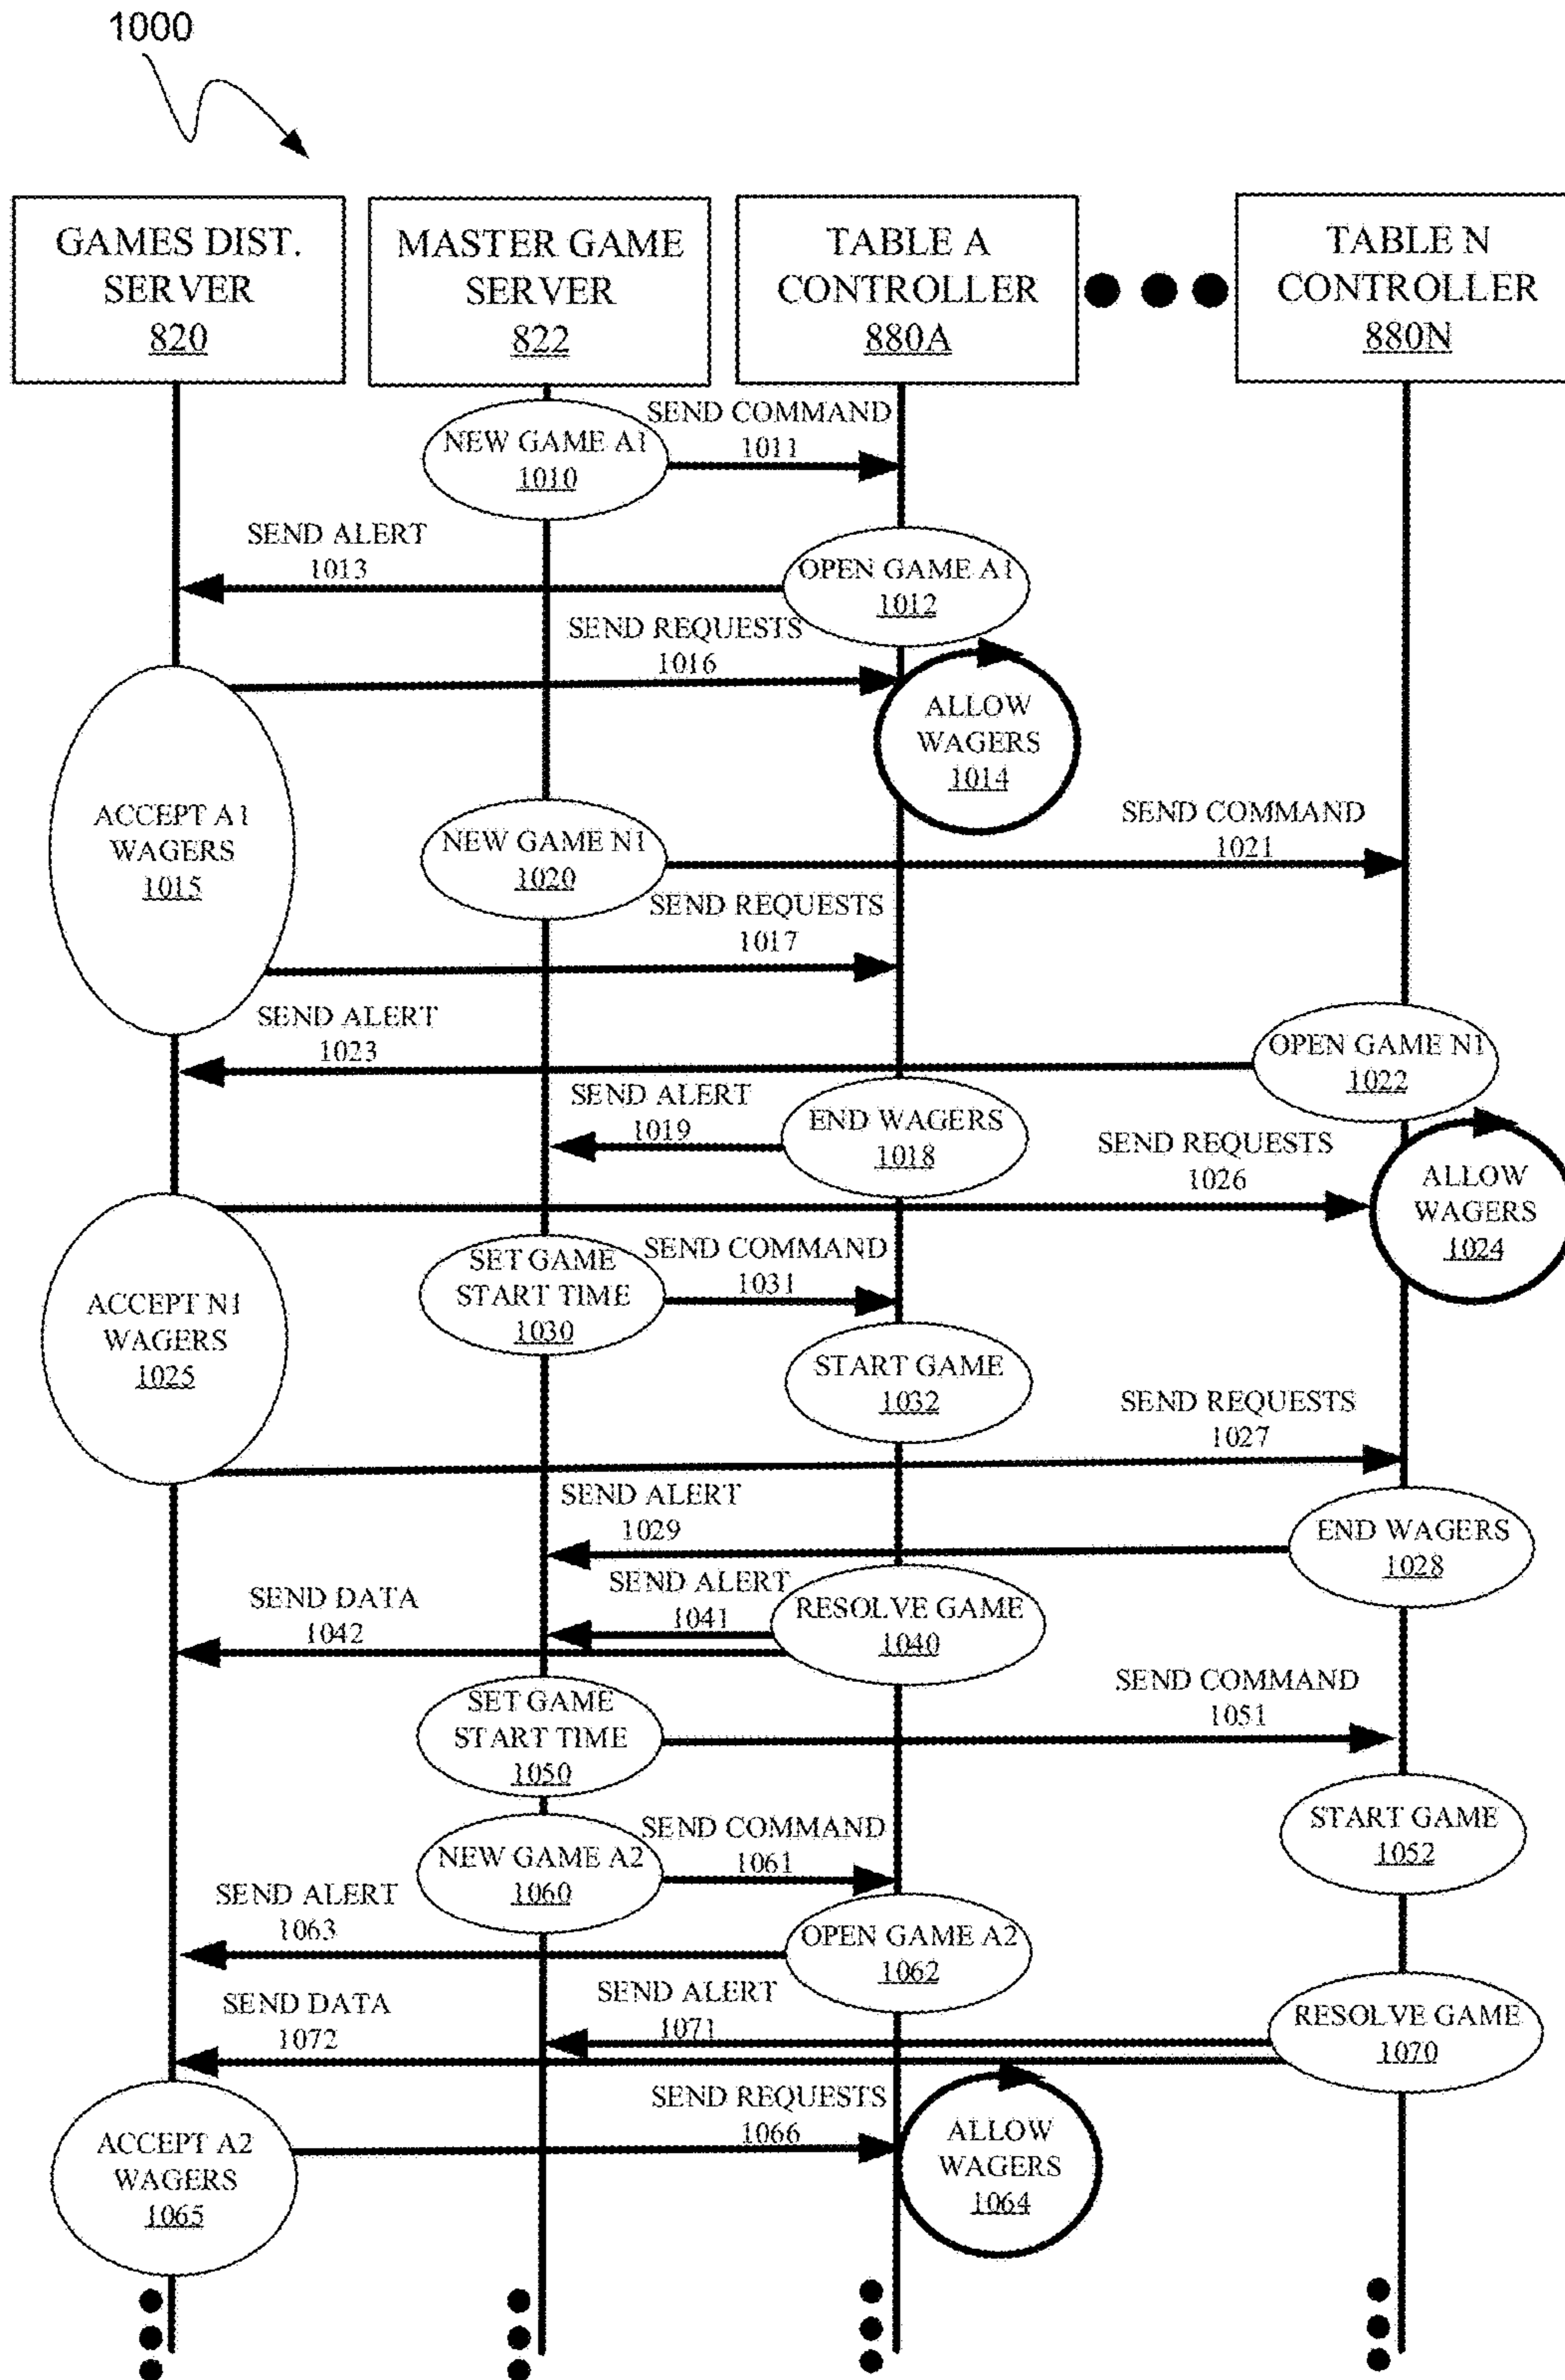 1000
GAMES DIST.
SERVER
820
MASTER GAME
SERVER
822
TABLE A
CONTROLLER
880A
TABLE N
CONTROLLER
880N
NEW GAME A1
1010
SEND COMMAND
1011
SEND ALERT
1013
OPEN GAME A1
1012
SEND REQUESTS
1016
ALLOW
WAGERS
1014
ACCEPT A1
WAGERS
1015
NEW GAME N1
1020
SEND COMMAND
1021
SEND REQUESTS
1017
SEND ALERT
1023
OPEN GAME N1
1022
SEND ALERT
1019
END WAGERS
1018
SEND REQUESTS
1026
ALLOW
WAGERS
1024
SET GAME
START TIME
1030
SEND COMMAND
1031
ACCEPT N1
WAGERS
1025
START GAME
1032
SEND REQUESTS
1027
SEND ALERT
1029
END WAGERS
1028
SEND DATA
1042
SEND ALERT
1041
RESOLVE GAME
1040
SET GAME
START TIME
1050
SEND COMMAND
1051
START GAME
1052
NEW GAME A2
1060
SEND COMMAND
1061
SEND ALERT
1063
OPEN GAME A2
1062
SEND DATA
1072
SEND ALERT
1071
RESOLVE GAME
1070
ACCEPT A2
WAGERS
1065
SEND REQUESTS
1066
ALLOW
WAGERS
1064